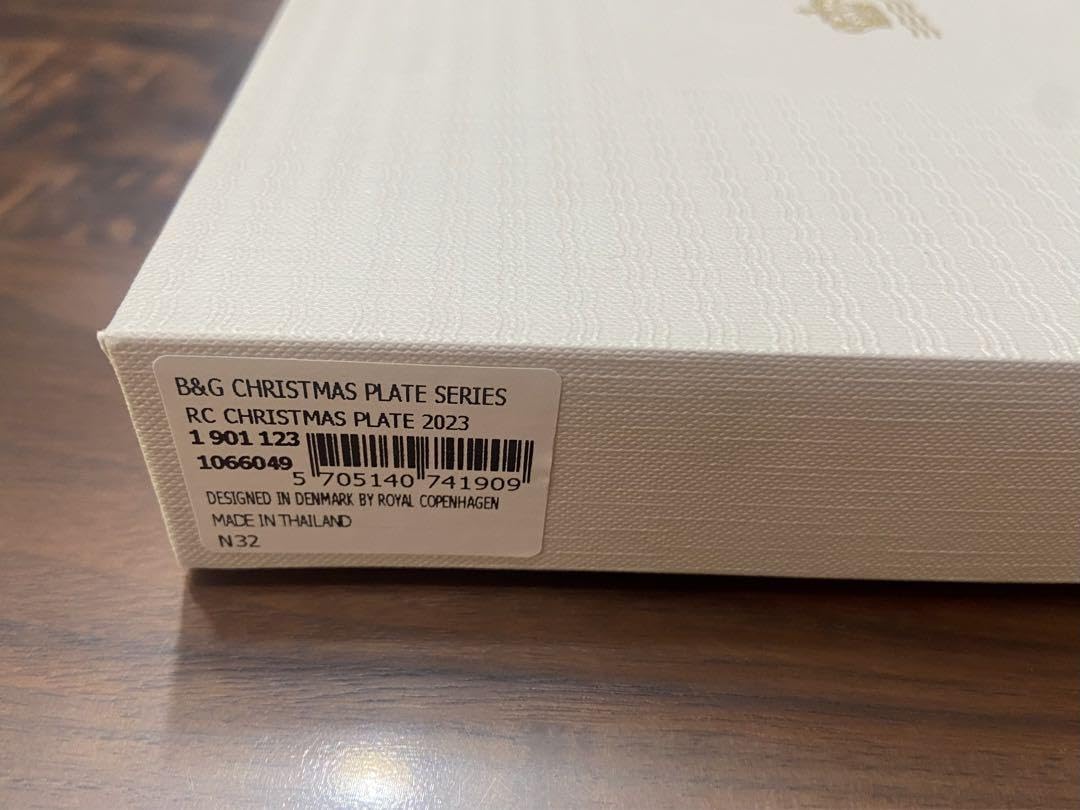 B&G CHRISTMAS PLATE SERIES
RC CHRISTMAS PLATE 2023
1 901 123
1066049
5 705140 741909
DESIGNED IN DENMARK BY ROYAL COPENHAGEN
MADE IN THAILAND
N32